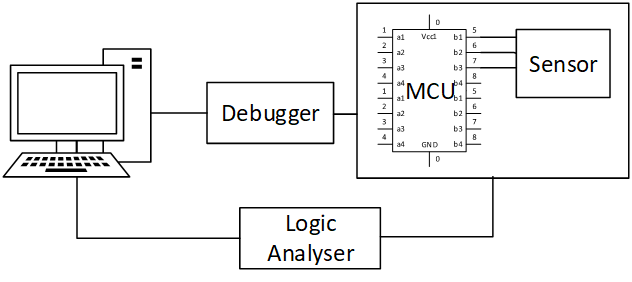 0
Vcc1
1 a1 b1 5
2 a2 b2 6
3 a3 b3 7
4 a4 b4 8
1 a1 b1 5
2 a2 b2 6
3 a3 b3 7
4 a4 b4 8
GND
0
MCU
Sensor
Debugger
Logic
Analyser